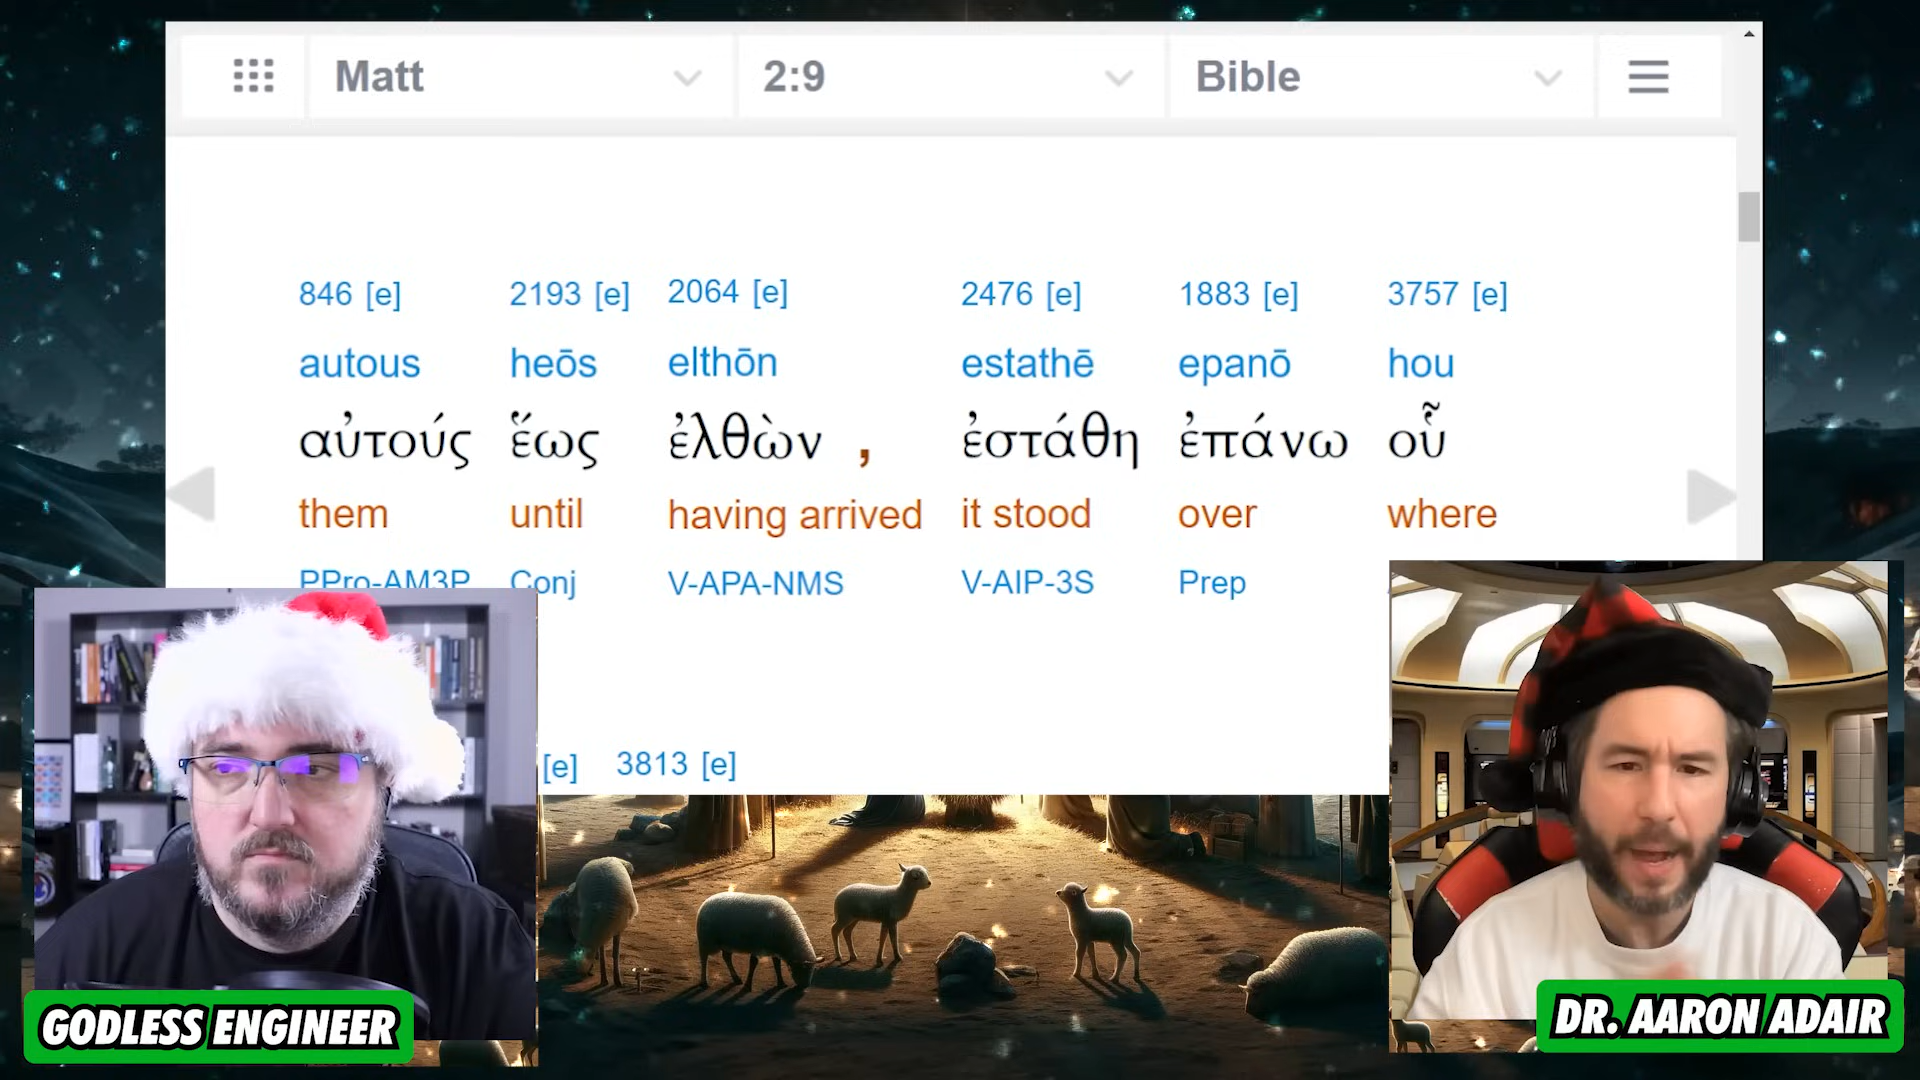 Matt 2:9 Bible
846 [e] 2193 [e] 2064 [e] 2476 [e] 1883 [e] 3757 [e]
autous heōs elthōn estathē epanō hou
αὐτούς ἕως ἐλθὼν , ἐστάθη ἐπάνω οὗ
them until having arrived it stood over where
PPro-AM3P Conj V-APA-NMS V-AIP-3S Prep
[e] 3813 [e]
GODLESS ENGINEER
DR. AARON ADAIR